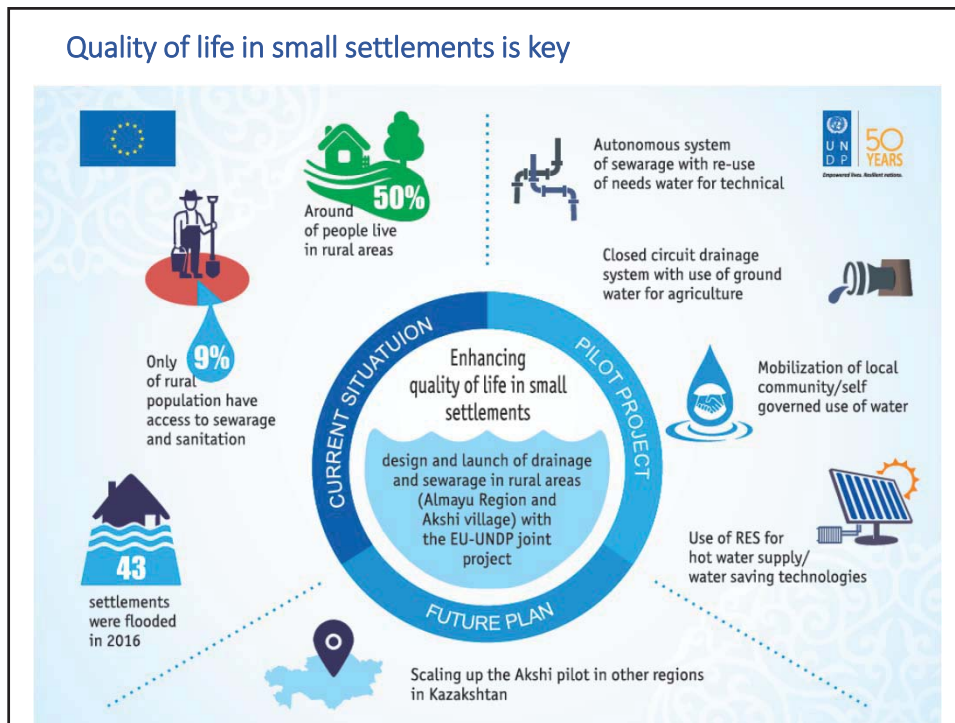 Quality of life in small settlements is key
50%
Around
of people live
in rural areas
9%
Only
of rural
population have
access to sewarage
and sanitation
43
settlements
were flooded
in 2016
Autonomous system
of sewarage with re-use
of needs water for technical
U N
D P
50
YEARS
Empowered lives. Resilient nations.
Closed circuit drainage
system with use of ground
water for agriculture
Mobilization of local
community/self
governed use of water
Use of RES for
hot water supply/
water saving technologies
CURRENT SITUATUION
PILOT PROJECT
FUTURE PLAN
Enhancing
quality of life in small
settlements
design and launch of drainage
and sewarage in rural areas
(Almayu Region and
Akshi village) with
the EU-UNDP joint
project
Scaling up the Akshi pilot in other regions
in Kazakshtan